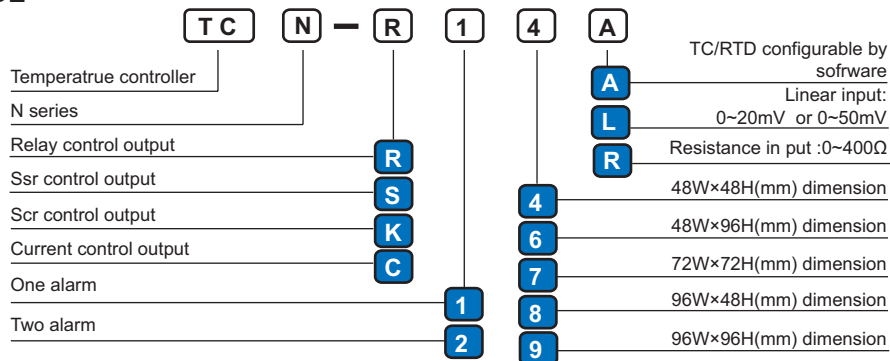 TC N - R 1 4 A
Temperatrue controller
N series
Relay control output
R
Ssr control output
S
Scr control output
K
Current control output
C
One alarm
1
Two alarm
2
TC/RTD configurable by
sofrware
A
Linear input:
0~20mV or 0~50mV
L
Resistance in put :0~400Ω
R
48W×48H(mm) dimension
4
48W×96H(mm) dimension
6
72W×72H(mm) dimension
7
96W×48H(mm) dimension
8
96W×96H(mm) dimension
9